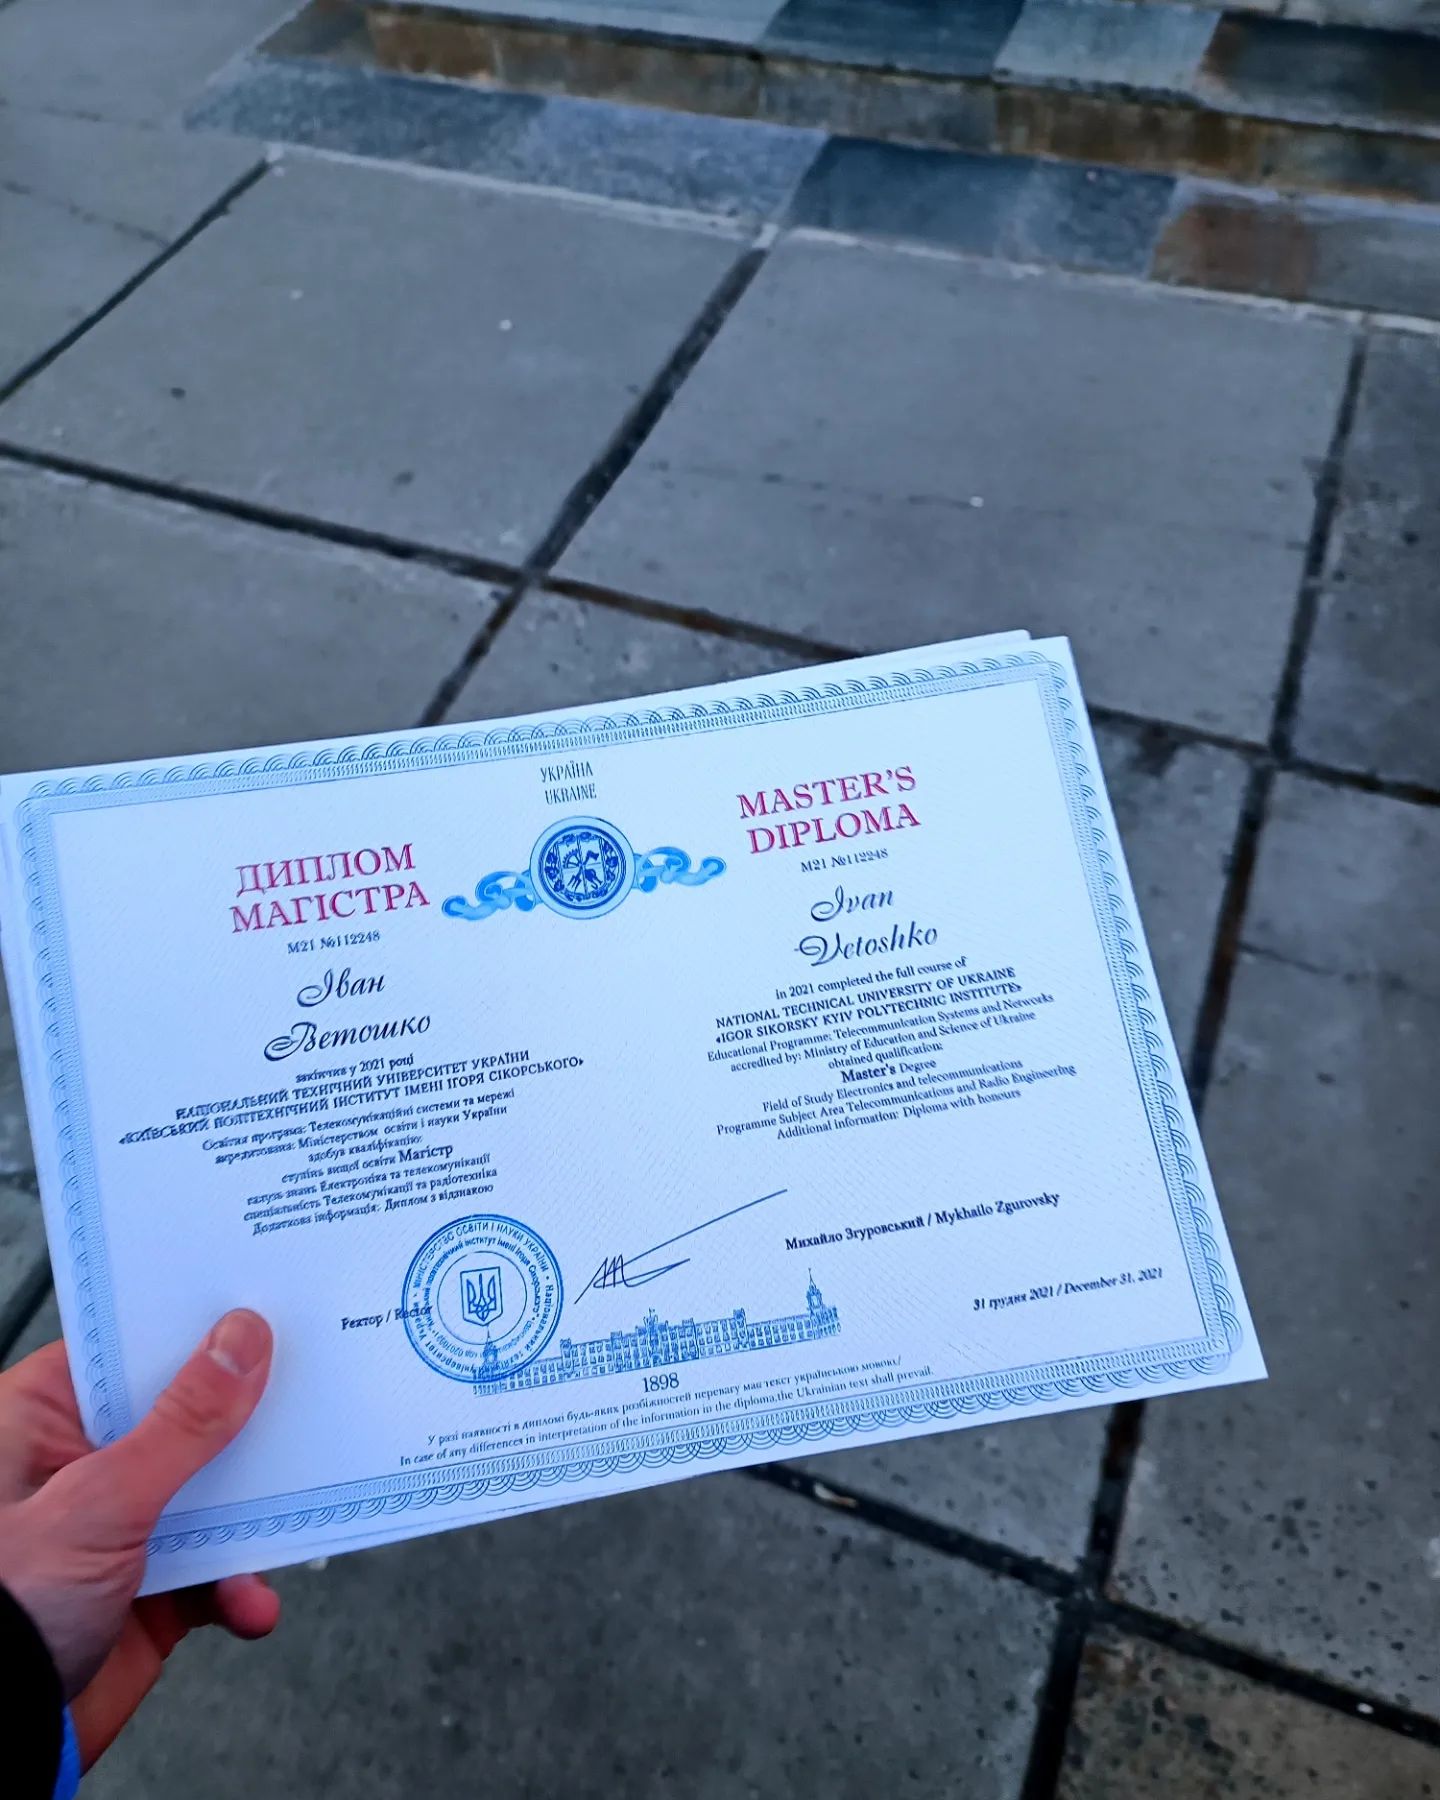 УКРАЇНА
UKRAINE
ДИПЛОМ
МАГІСТРА
М21 №112248
Іван
Ветошко
закінчив у 2021 році
НАЦІОНАЛЬНИЙ ТЕХНІЧНИЙ УНІВЕРСИТЕТ УКРАЇНИ
«КИЇВСЬКИЙ ПОЛІТЕХНІЧНИЙ ІНСТИТУТ ІМЕНІ ІГОРЯ СІКОРСЬКОГО»
Освітня програма: Телекомунікаційні системи та мережі
акредитована: Міністерством освіти і науки України
здобув кваліфікацію:
ступінь вищої освіти Магістр
галузь знань Електроніка та телекомунікації
спеціальність Телекомунікації та радіотехніка
Додаткова інформація: Диплом з відзнакою
MASTER'S
DIPLOMA
M21 №112248
Ivan
Vetoshko
in 2021 completed the full course of
NATIONAL TECHNICAL UNIVERSITY OF UKRAINE
«IGOR SIKORSKY KYIV POLYTECHNIC INSTITUTE»
Educational Programme: Telecommunication Systems and Networks
accredited by: Ministry of Education and Science of Ukraine
obtained qualification:
Master's Degree
Field of Study Electronics and telecommunications
Programme Subject Area Telecommunications and Radio Engineering
Additional Information: Diploma with honours
Ректор / Rector
МІНІСТЕРСТВО ОСВІТИ І НАУКИ УКРАЇНИ
Михайло Згуровський / Mykhailo Zgurovsky
31 грудня 2021 / December 31, 2021
1898
У разі наявності в дипломі будь-яких розбіжностей перевагу має текст українською мовою/
In case of any differences in interpretation of the information in the diploma,the Ukrainian text shall prevail.